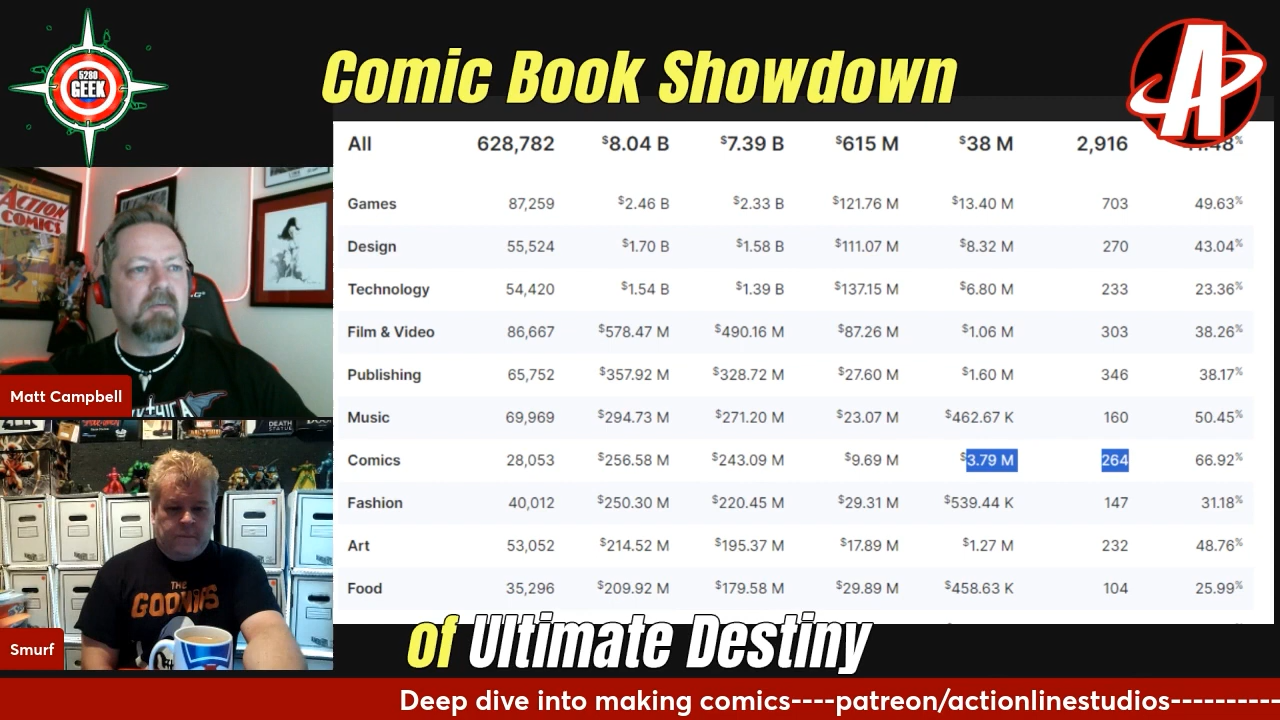 5280
GEEK
Comic Book Showdown
A
All 628,782 $8.04 B $7.39 B $615 M $38 M 2,916
Games 87,259 $2.46 B $2.33 B $121.76 M $13.40 M 703 49.63%
Design 55,524 $1.70 B $1.58 B $111.07 M $8.32 M 270 43.04%
Technology 54,420 $1.54 B $1.39 B $137.15 M $6.80 M 233 23.36%
Film & Video 86,667 $578.47 M $490.16 M $87.26 M $1.06 M 303 38.26%
Publishing 65,752 $357.92 M $328.72 M $27.60 M $1.60 M 346 38.17%
Music 69,969 $294.73 M $271.20 M $23.07 M $462.67 K 160 50.45%
Comics 28,053 $256.58 M $243.09 M $9.69 M $3.79 M 264 66.92%
Fashion 40,012 $250.30 M $220.45 M $29.31 M $539.44 K 147 31.18%
Art 53,052 $214.52 M $195.37 M $17.89 M $1.27 M 232 48.76%
Food 35,296 $209.92 M $179.58 M $29.89 M $458.63 K 104 25.99%
ACTION
COMICS
Matt Campbell
DEATH
STATUE
THE
GOONIES
Smurf
of Ultimate Destiny
Deep dive into making comics----patreon/actionlinestudios----------